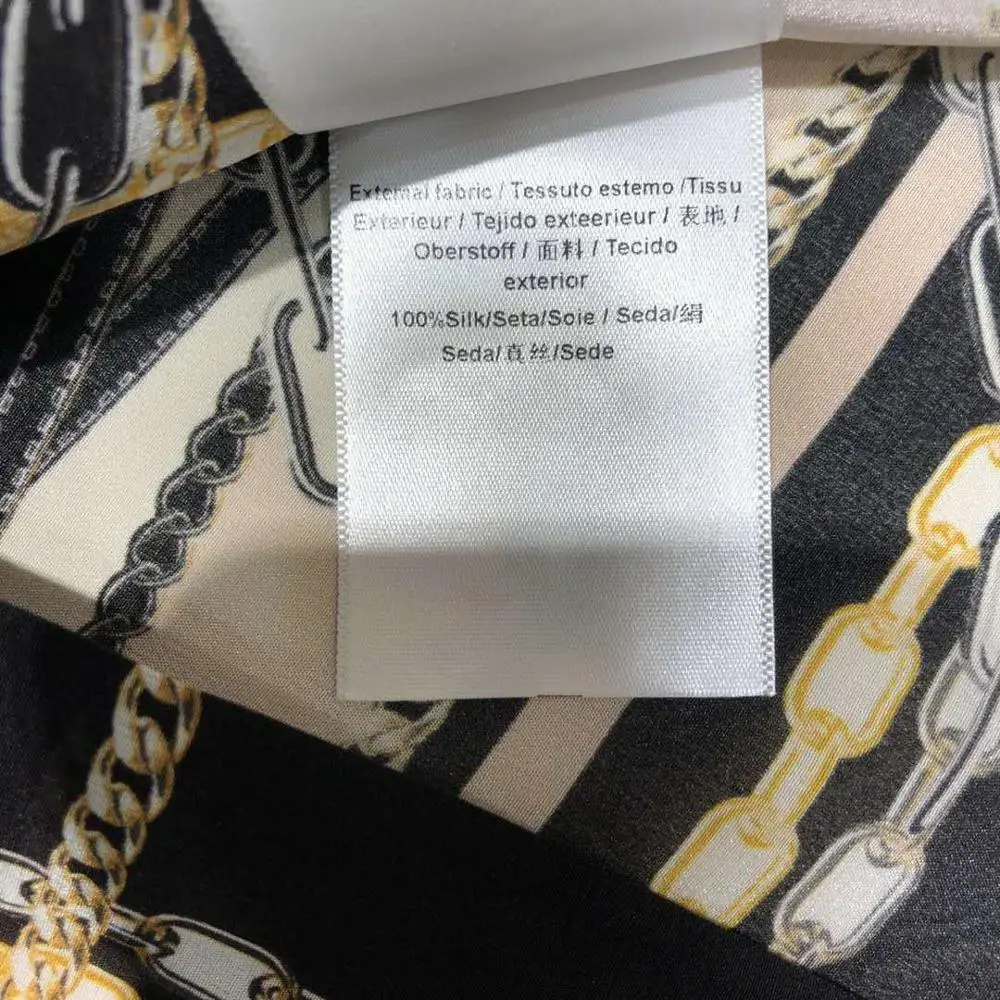 External fabric / Tessuto estemo /Tissu
Exterieur / Tejido exteerieur / 表地 /
Oberstoff / 面料 / Tecido
exterior
100%Silk/Seta/Soie / Seda/絹
Seda/真丝/Sede